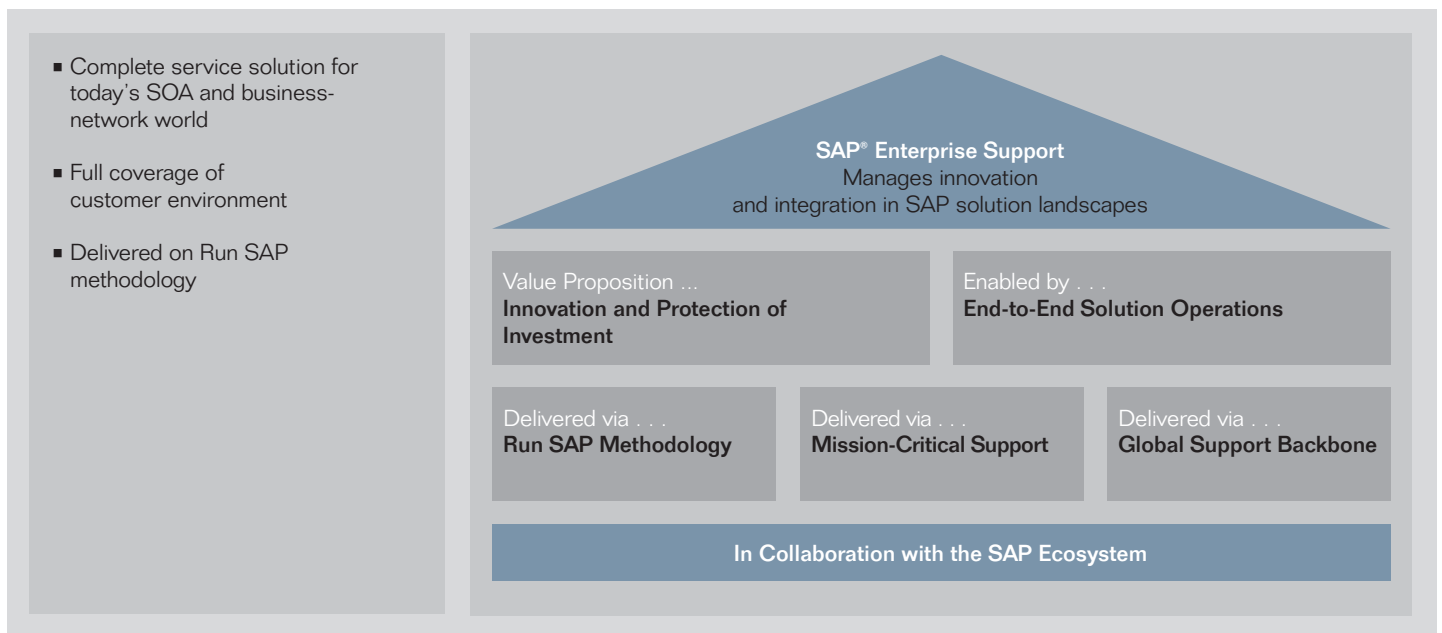 ▪ Complete service solution for
today's SOA and business-
network world
▪ Full coverage of
customer environment
▪ Delivered on Run SAP
methodology
SAP® Enterprise Support
Manages innovation
and integration in SAP solution landscapes
Value Proposition ...
Innovation and Protection of
Investment
Enabled by . . .
End-to-End Solution Operations
Delivered via . . .
Run SAP Methodology
Delivered via . . .
Mission-Critical Support
Delivered via . . .
Global Support Backbone
In Collaboration with the SAP Ecosystem